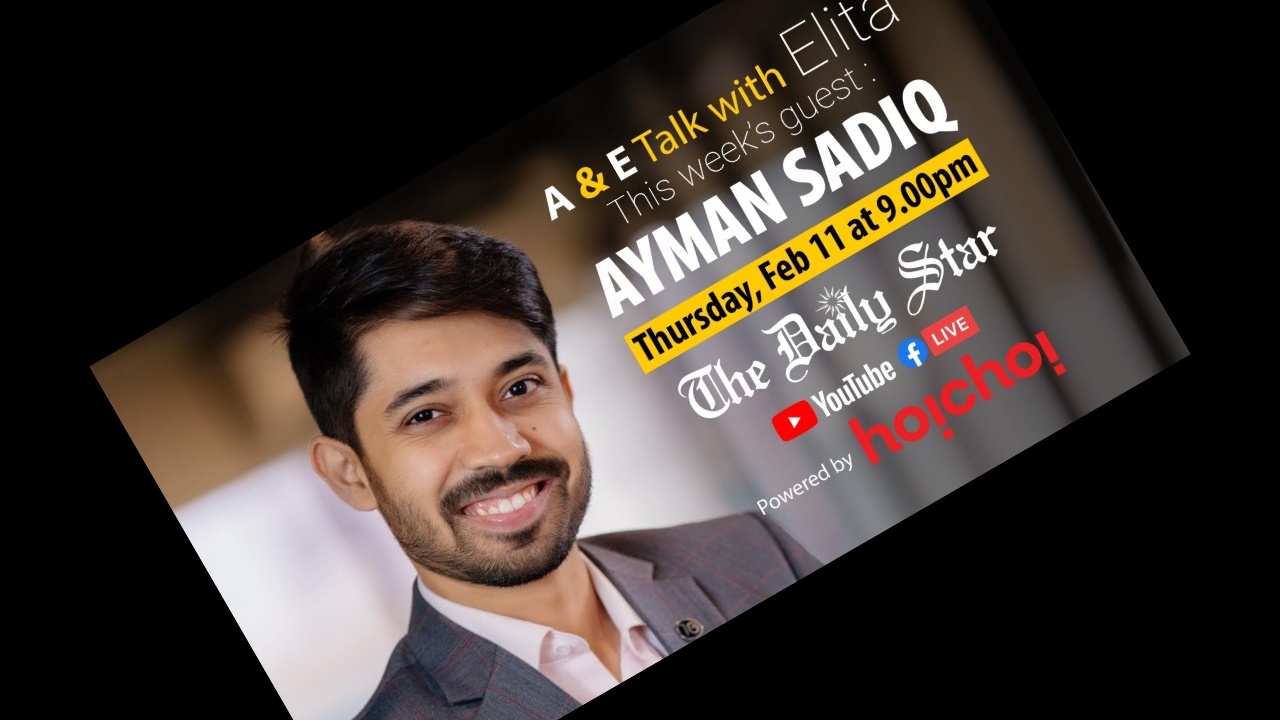 A & E Talk with Elita
This week's guest :
AYMAN SADIQ
Thursday, Feb 11 at 9.00pm
The Daily Star
YouTube f LIVE
Powered by hoichoi